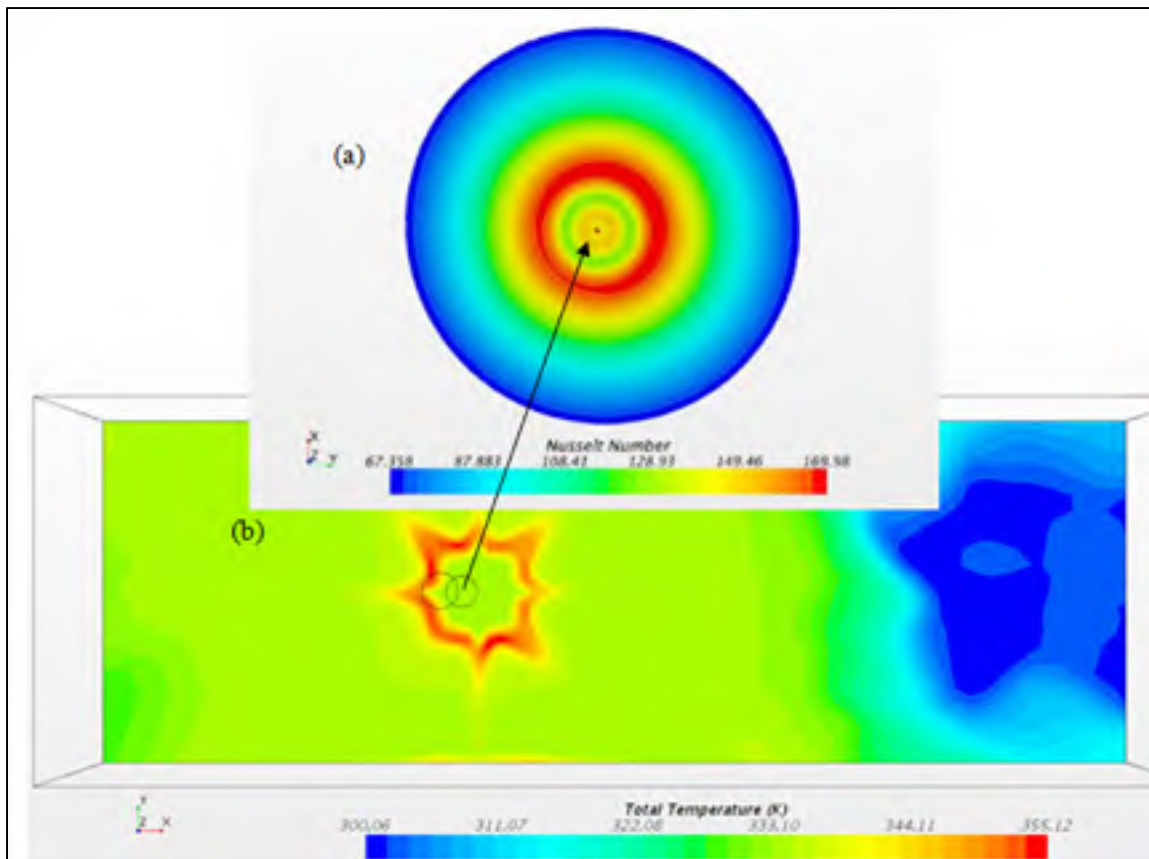 (a)
X
Z Y
Nusselt Number
67.358 87.883 108.41 128.93 149.46 169.98
(b)
Y
Z X
Total Temperature (K)
300.06 311.07 322.08 333.10 344.11 355.12